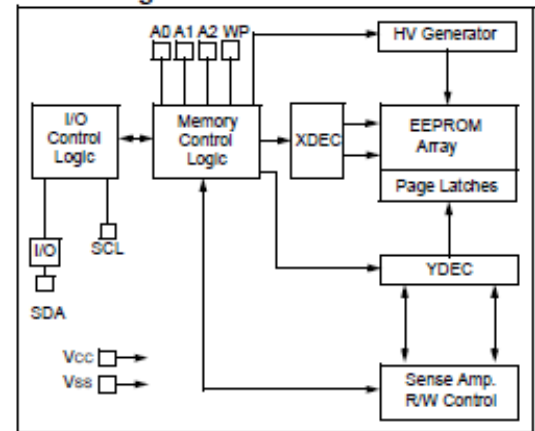 A0 A1 A2 WP
HV Generator
I/O
Control
Logic
Memory
Control
Logic
XDEC
EEPROM
Array
Page Latches
I/O
SCL
YDEC
SDA
Vcc
Vss
Sense Amp.
R/W Control